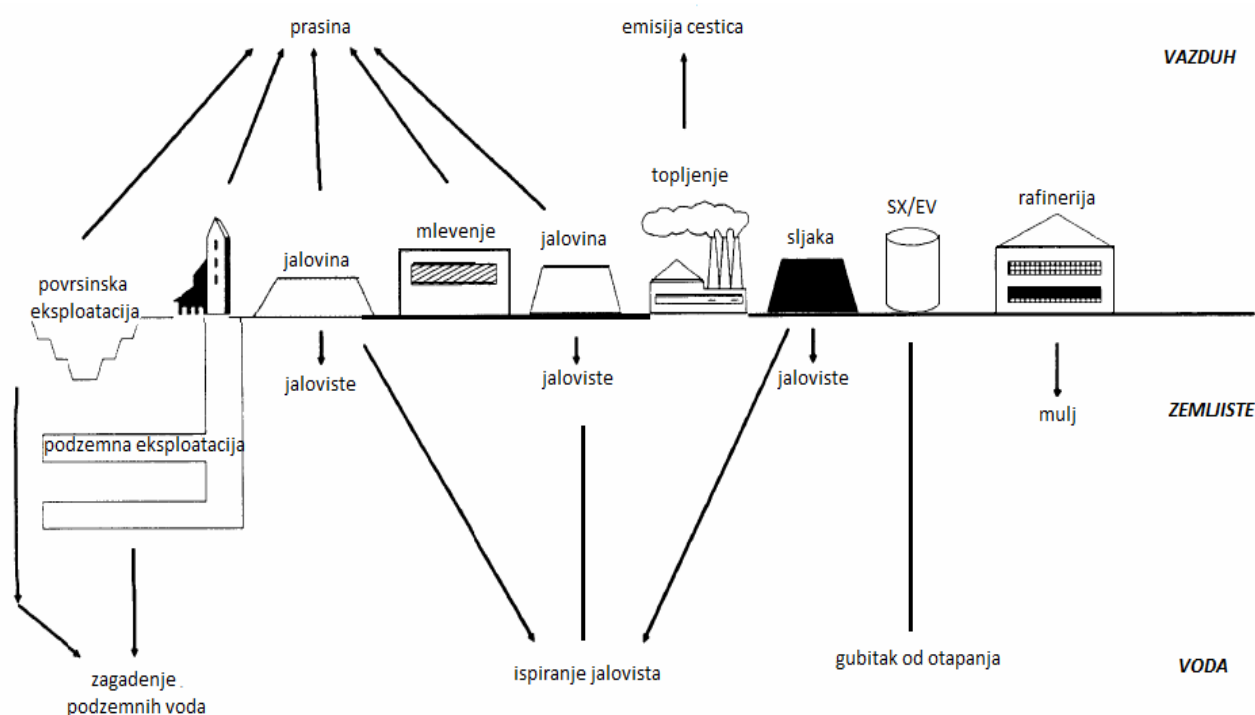 prasina
emisija cestica
VAZDUH
topljenje
SX/EV
rafinerija
mlevenje
jalovina
sljaka
jalovina
povrsinska
eksploatacija
jaloviste
jaloviste
jaloviste
mulj
ZEMLJISTE
podzemna eksploatacija
ispiranje jalovista
gubitak od otapanja
VODA
zagadenje
podzemnih voda